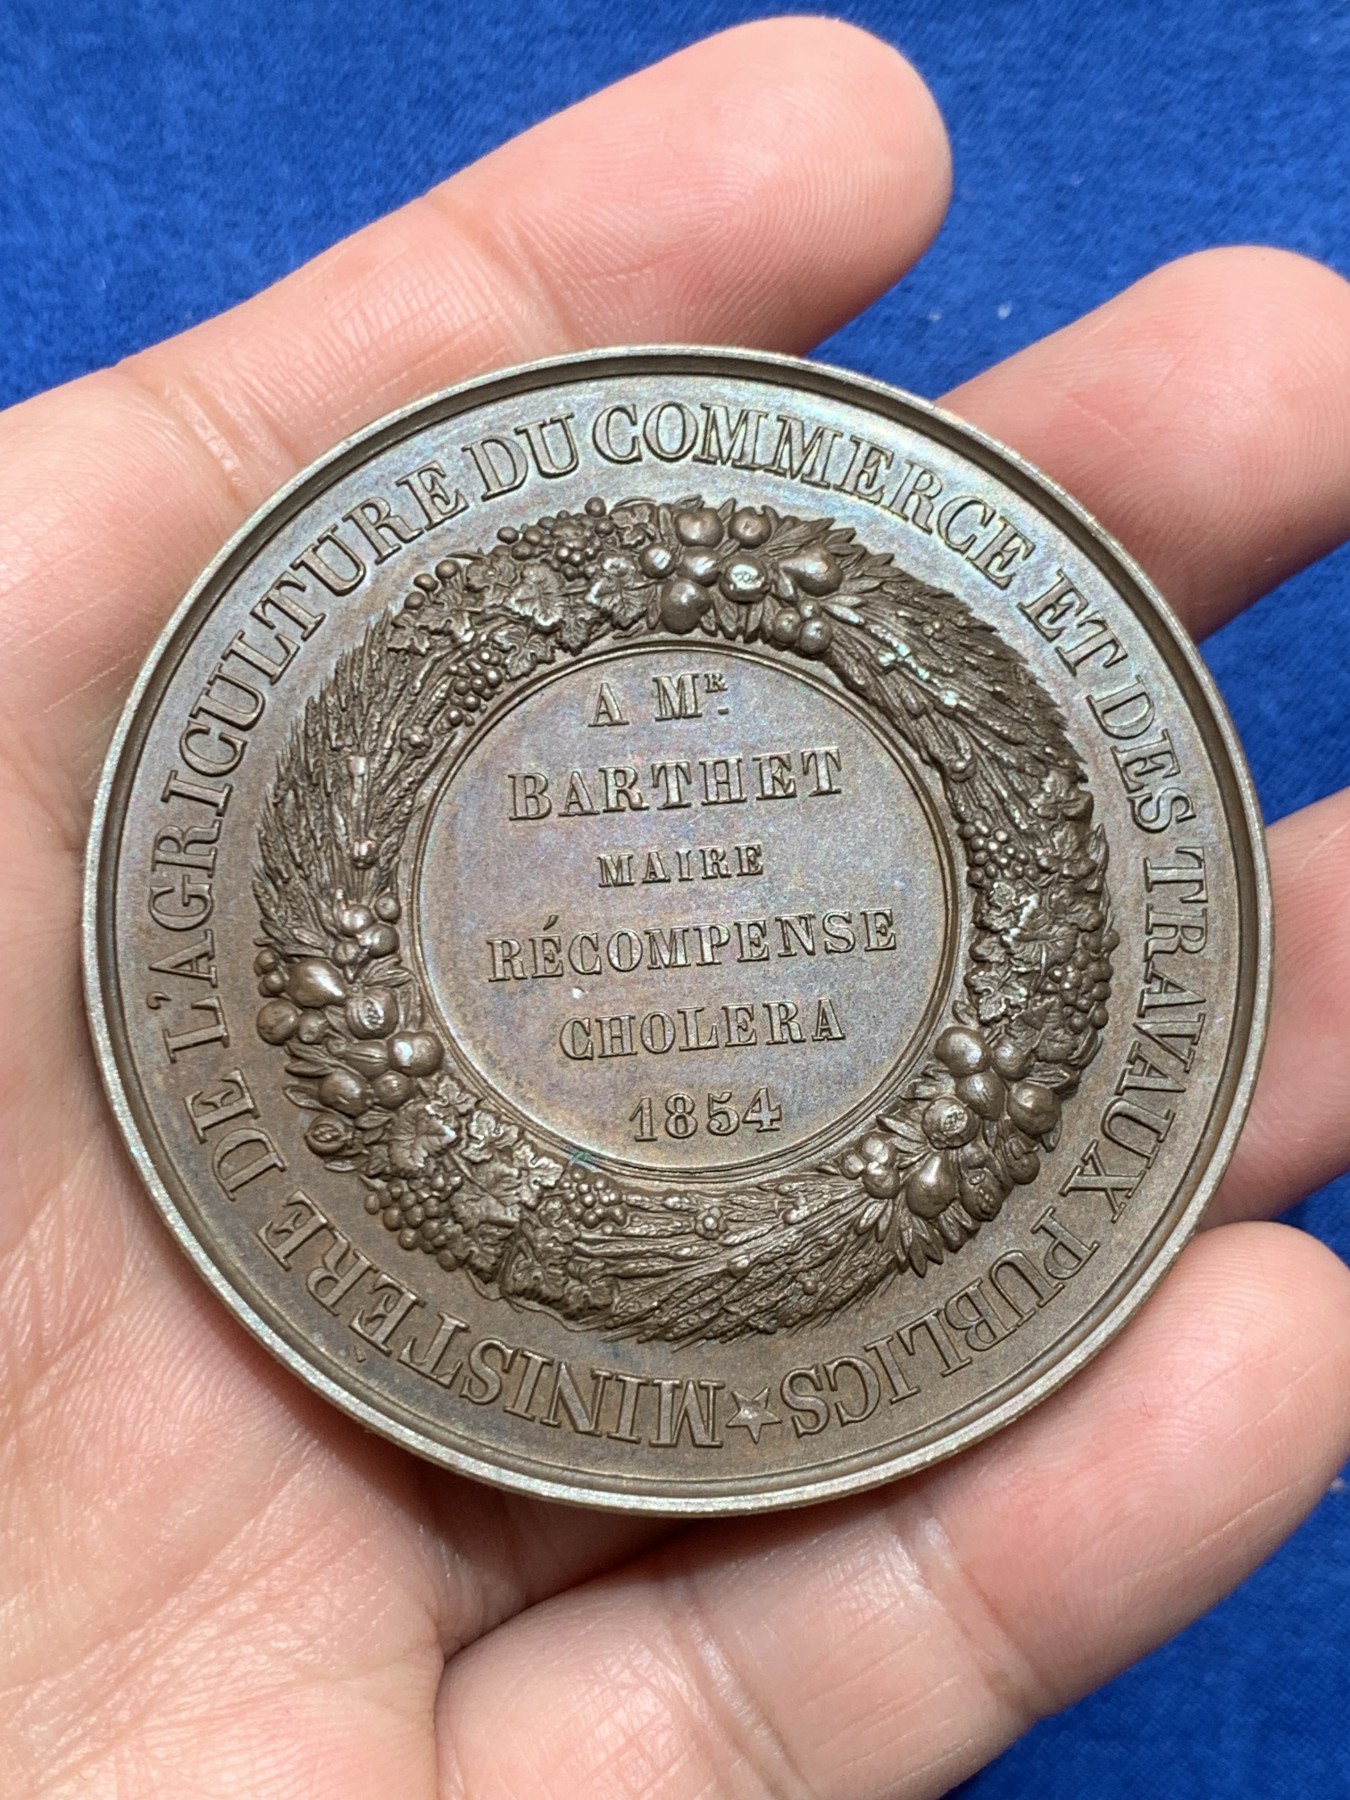 MINISTÈRE DE L'AGRICULTURE DU COMMERCE ET DES TRAVAUX PUBLICS
A MR.
BARTHET
MAIRE
RÉCOMPENSE
CHOLERA
1854